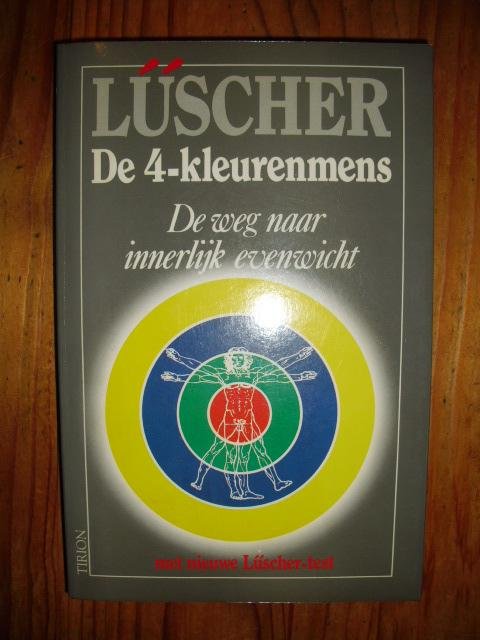 LÜSCHER
De 4-kleurenmens
De weg naar
innerlijk evenwicht
TIRION
met nieuwe Lüscher-test